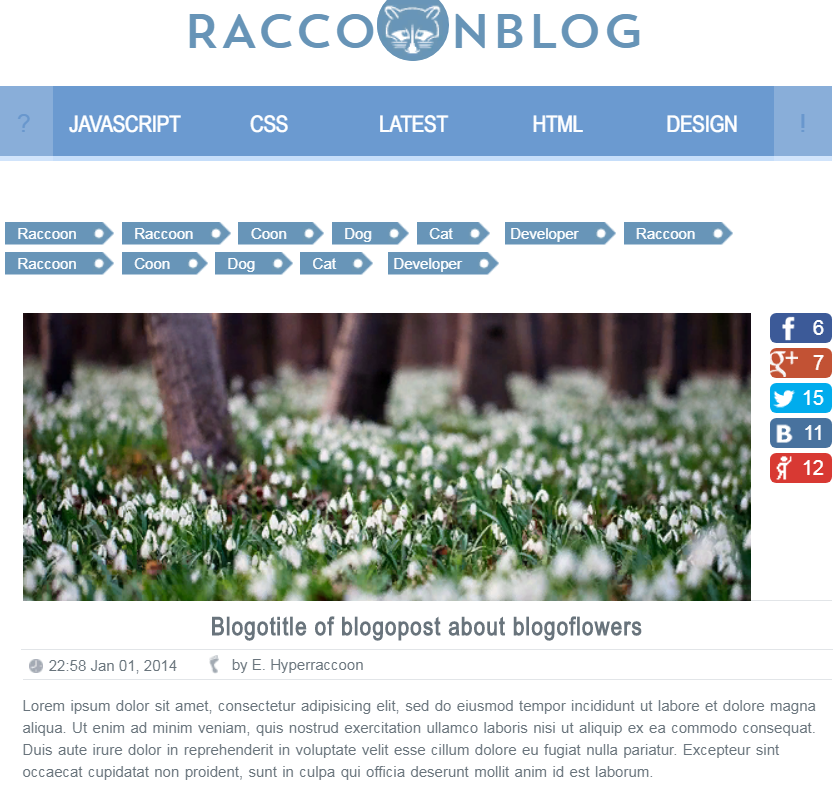 RACCOONBLOG
? JAVASCRIPT CSS LATEST HTML DESIGN !
Raccoon Raccoon Coon Dog Cat Developer Raccoon
Raccoon Coon Dog Cat Developer
f 6
g+ 7
15
B 11
12
Blogotitle of blogopost about blogoflowers
22:58 Jan 01, 2014 by E. Hyperraccoon
Lorem ipsum dolor sit amet, consectetur adipisicing elit, sed do eiusmod tempor incididunt ut labore et dolore magna
aliqua. Ut enim ad minim veniam, quis nostrud exercitation ullamco laboris nisi ut aliquip ex ea commodo consequat.
Duis aute irure dolor in reprehenderit in voluptate velit esse cillum dolore eu fugiat nulla pariatur. Excepteur sint
occaecat cupidatat non proident, sunt in culpa qui officia deserunt mollit anim id est laborum.